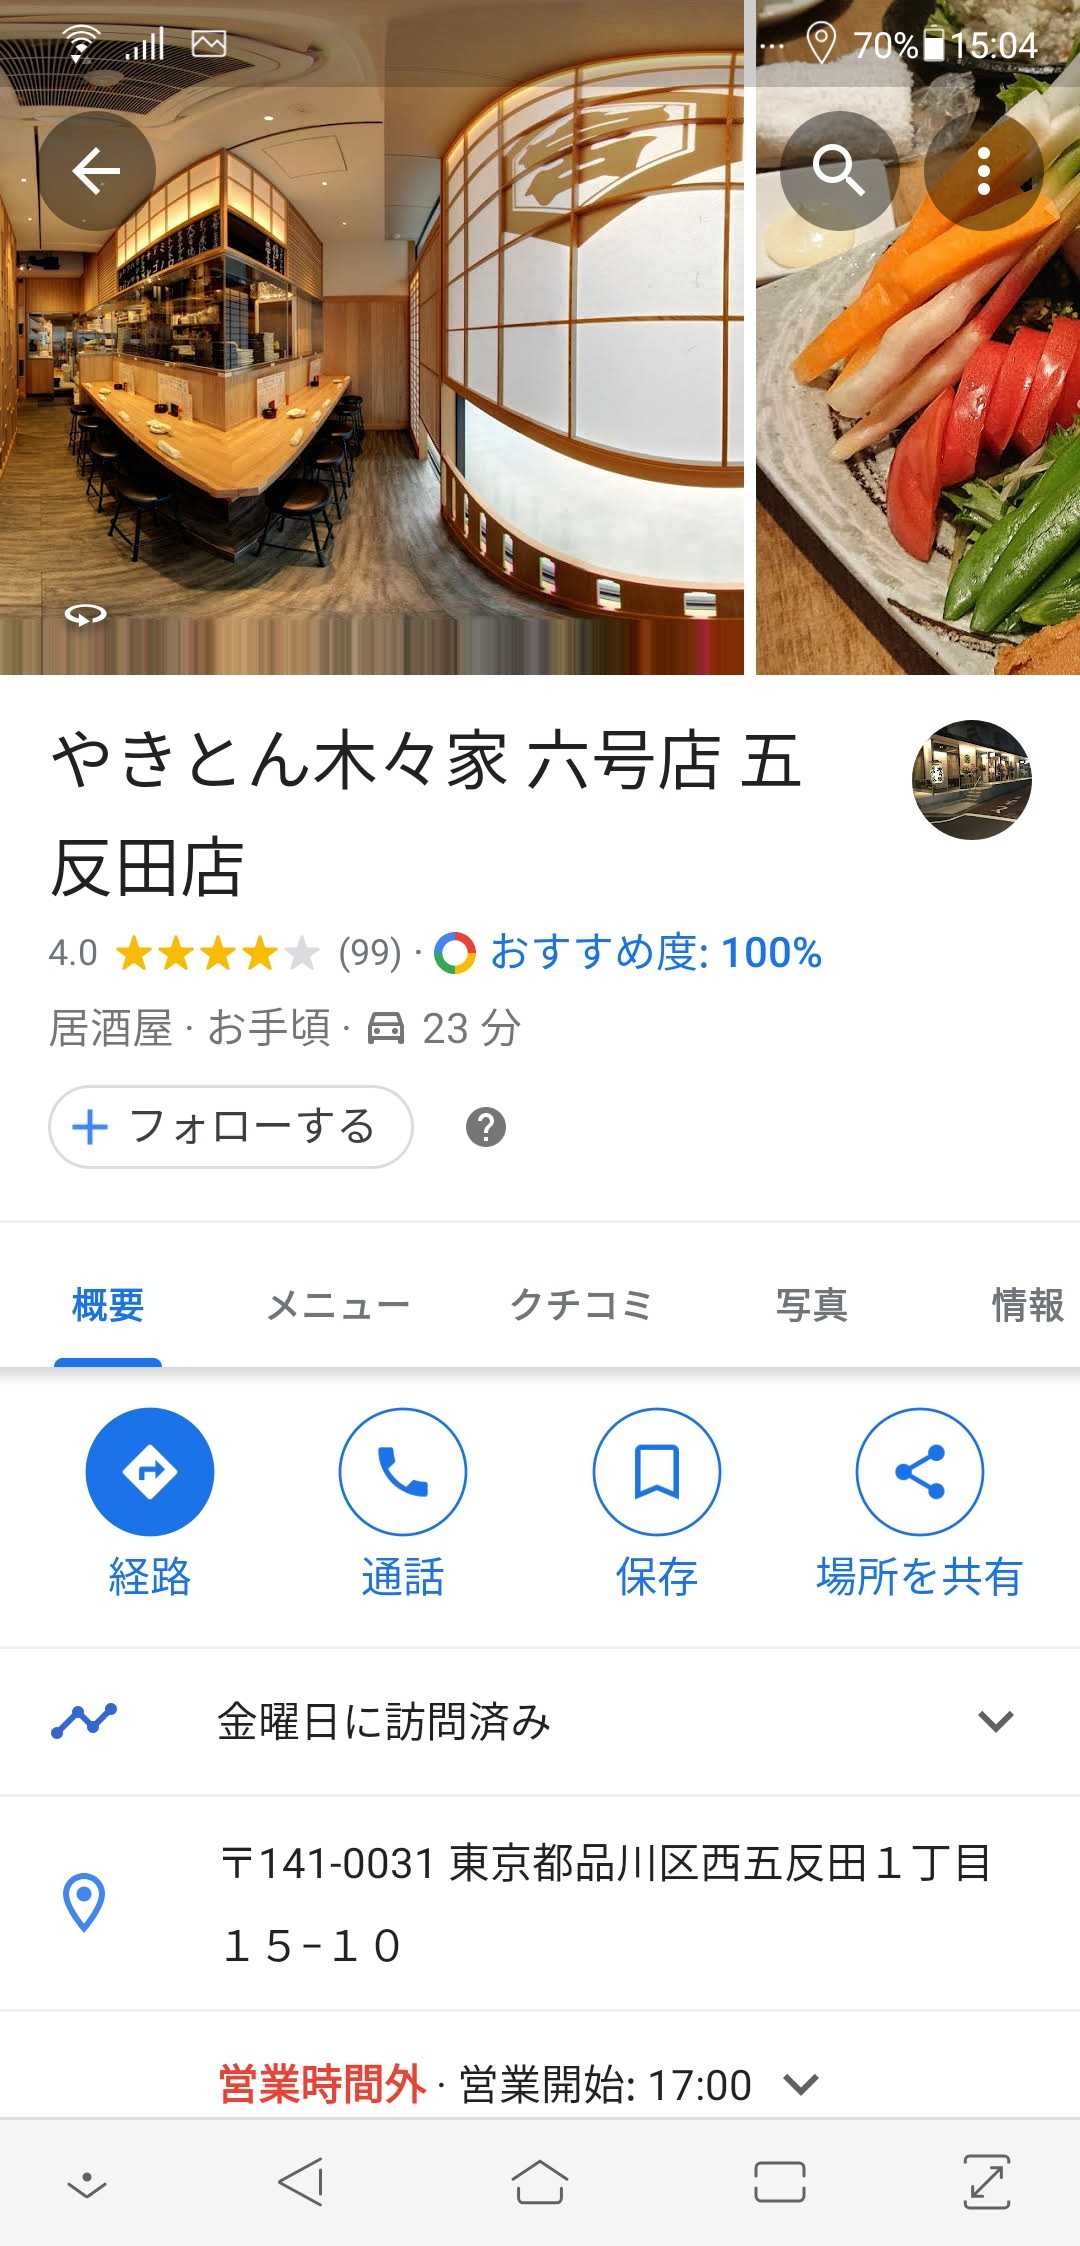 70% 15:04
やきとん木々家 六号店 五
反田店
4.0 (99) · おすすめ度: 100%
居酒屋 · お手頃 · 23 分
+ フォローする ?
概要 メニュー クチコミ 写真 情報
経路 通話 保存 場所を共有
金曜日に訪問済み
〒141-0031 東京都品川区西五反田１丁目
１５−１０
営業時間外 · 営業開始: 17:00